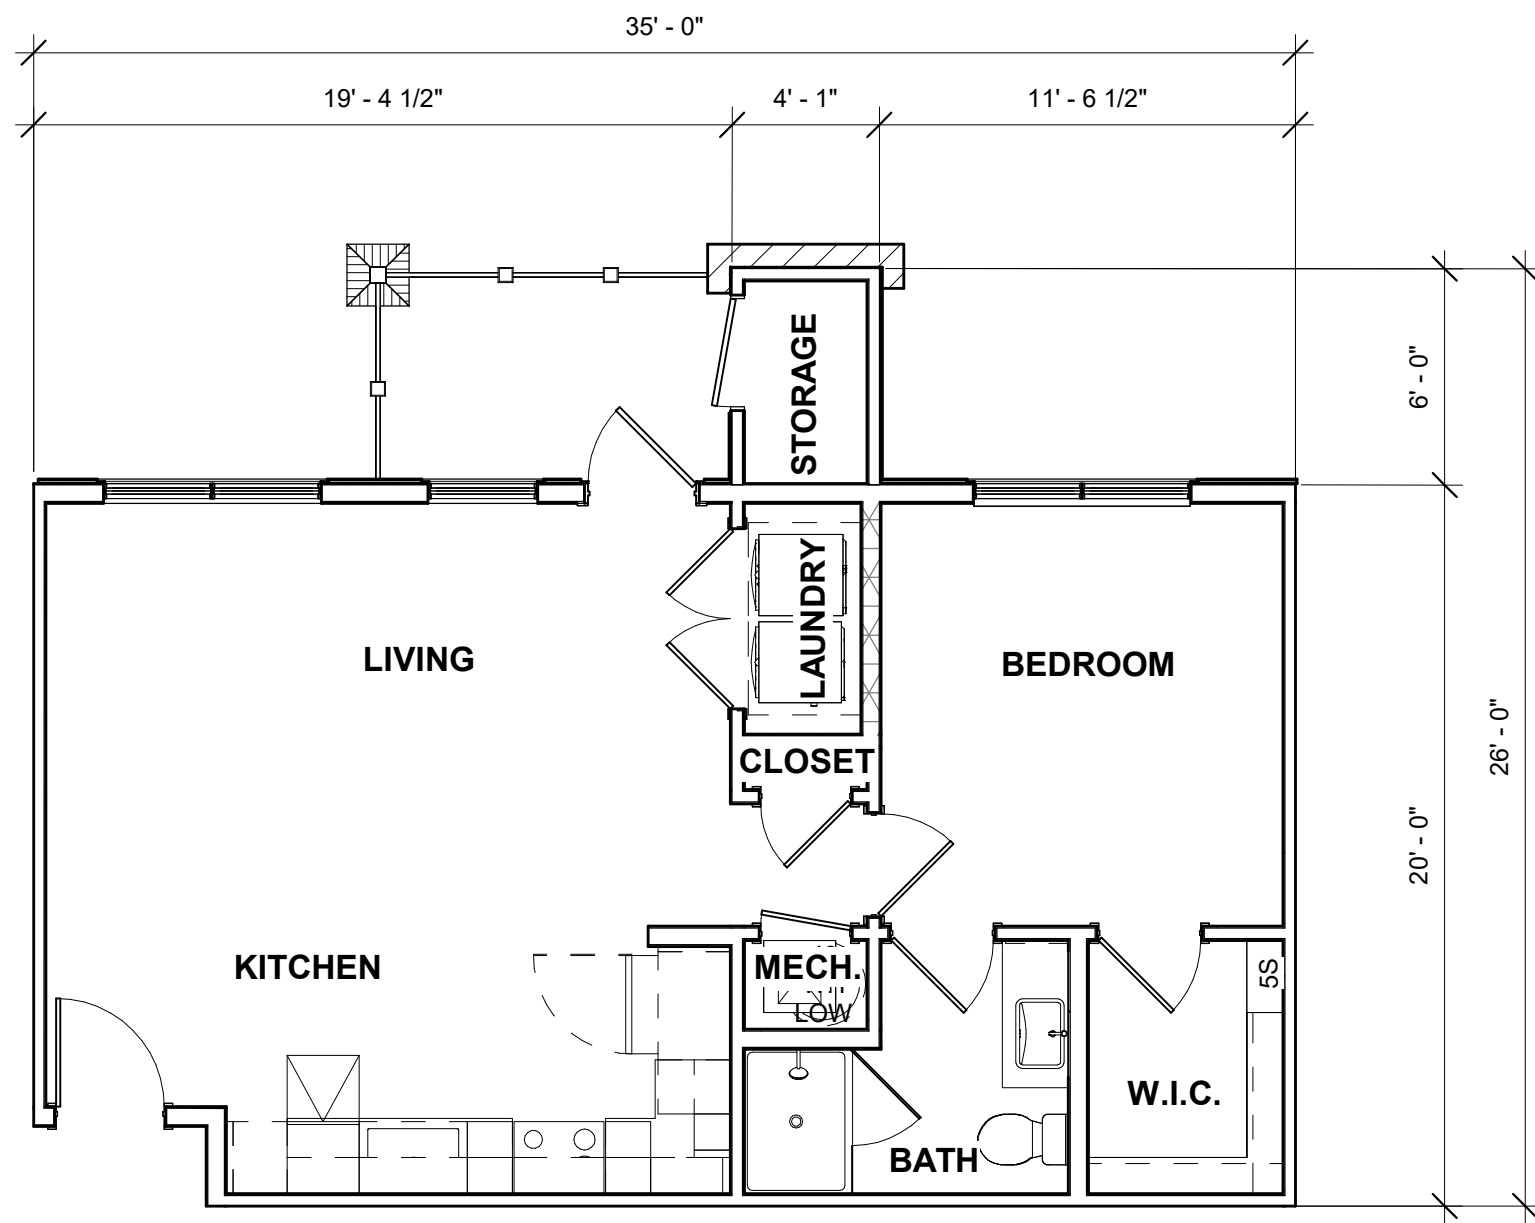 35' - 0"
19' - 4 1/2"
4' - 1"
11' - 6 1/2"
STORAGE
6' - 0"
LAUNDRY
LIVING
BEDROOM
26' - 0"
CLOSET
20' - 0"
KITCHEN
MECH.
5S
LOW
W.I.C.
BATH